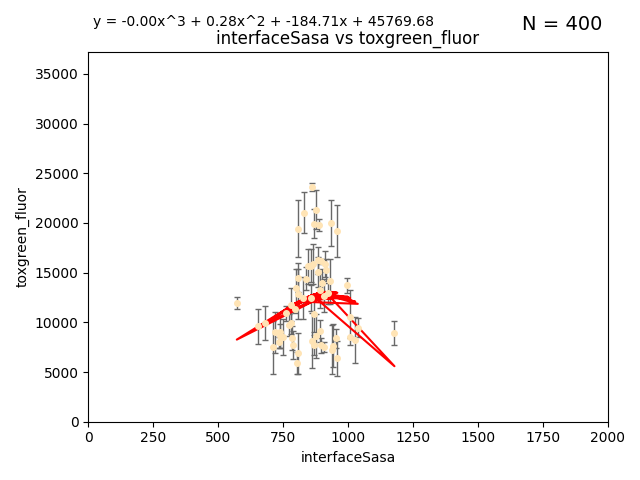 y = -0.00x^3 + 0.28x^2 + -184.71x + 45769.68
N = 400
interfaceSasa vs toxgreen_fluor
toxgreen_fluor
35000
30000
25000
20000
15000
10000
5000
0
0 250 500 750 1000 1250 1500 1750 2000
interfaceSasa